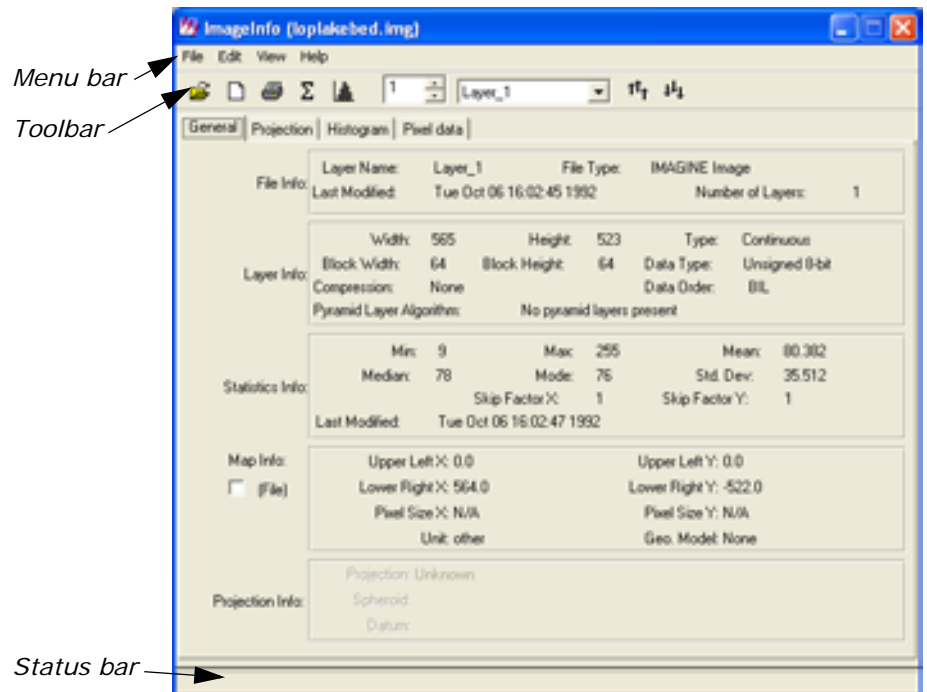 ImageInfo (loplakebed.img)
File Edit View Help
Menu bar
1 Layer_1
Toolbar
General Projection Histogram Pixel data
File Info: Layer Name: Layer_1 File Type: IMAGINE Image
Last Modified: Tue Oct 06 16:02:45 1992 Number of Layers: 1
Width: 565 Height: 523 Type: Continuous
Layer Info: Block Width: 64 Block Height: 64 Data Type: Unsigned 8-bit
Compression: None Data Order: BIL
Pyramid Layer Algorithm: No pyramid layers present
Min: 9 Max: 255 Mean: 80.382
Statistics Info: Median: 78 Mode: 76 Std. Dev: 35.512
Skip Factor X: 1 Skip Factor Y: 1
Last Modified: Tue Oct 06 16:02:47 1992
Map Info: Upper Left X: 0.0 Upper Left Y: 0.0
(File) Lower Right X: 564.0 Lower Right Y: -522.0
Pixel Size X: N/A Pixel Size Y: N/A
Unit: other Geo. Model: None
Projection: Unknown
Projection Info: Spheroid:
Datum:
Status bar